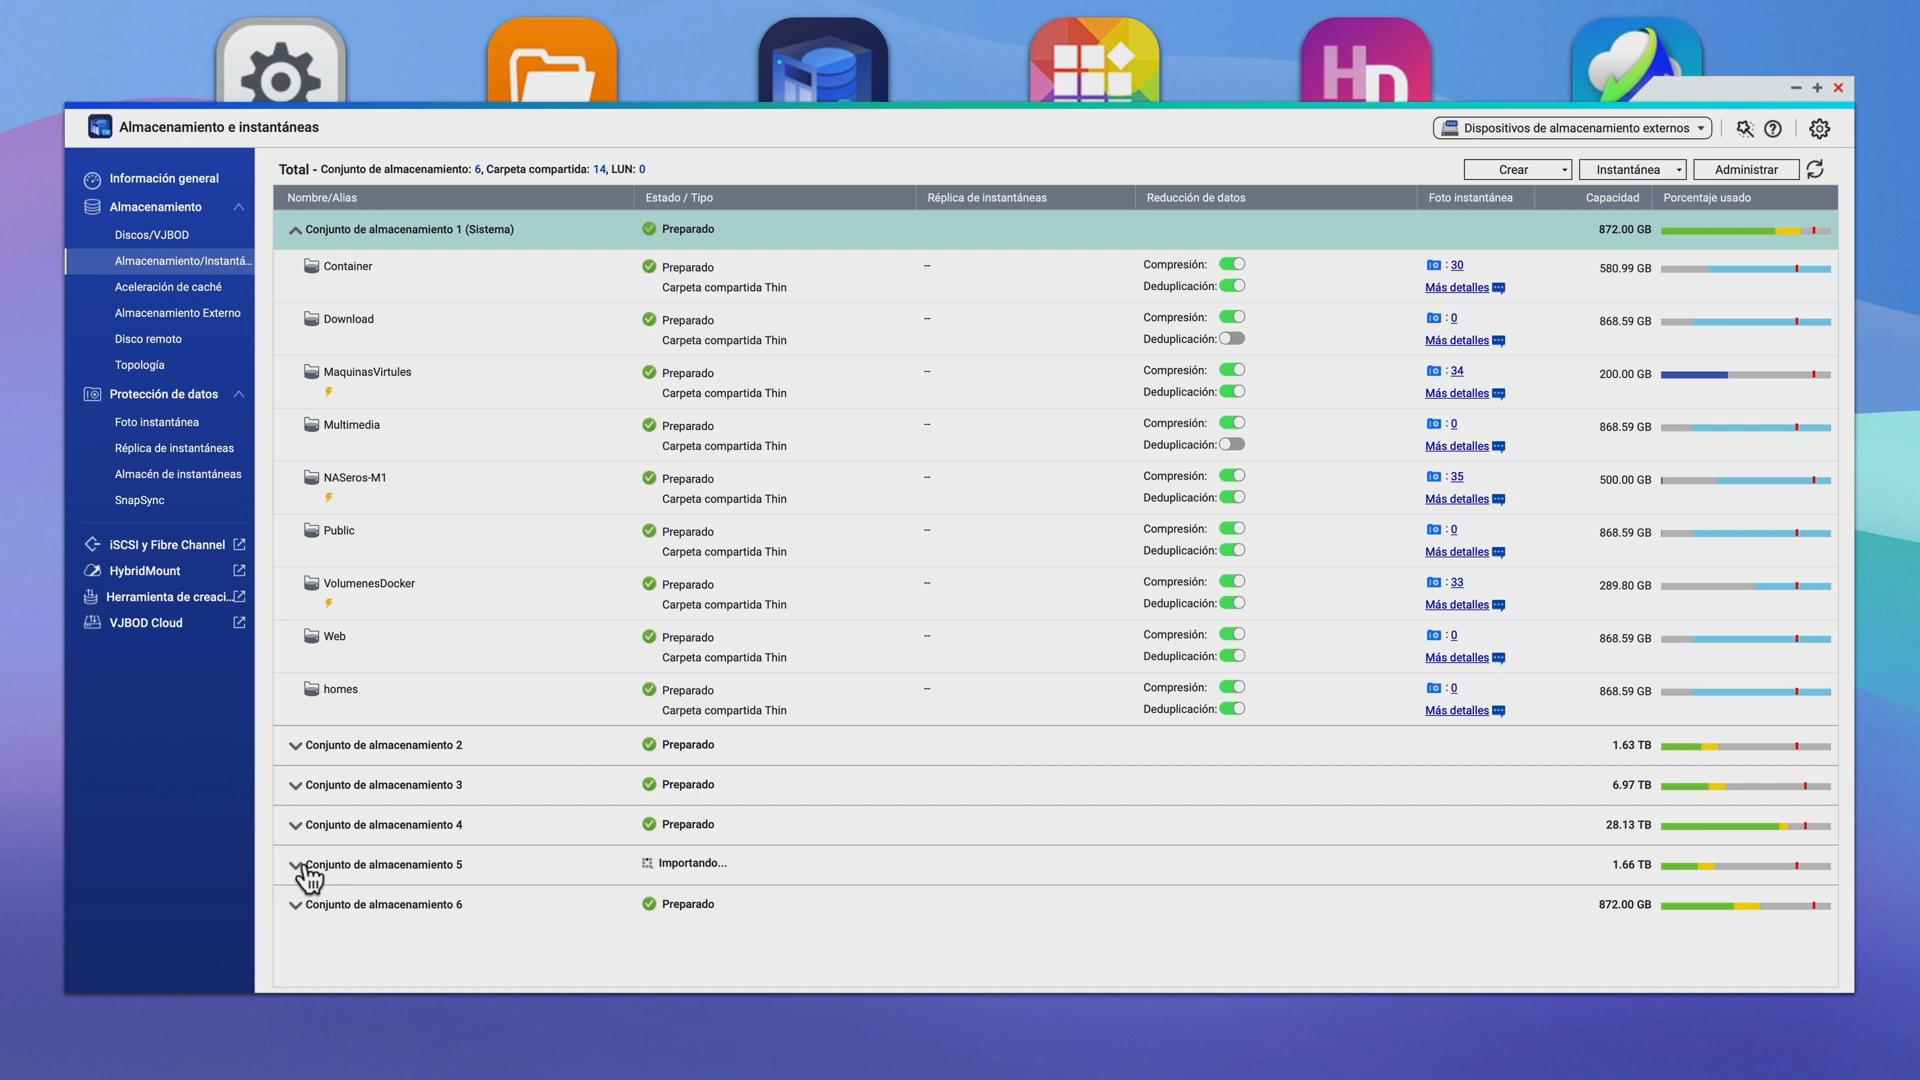 HD
Almacenamiento e instantáneas
Dispositivos de almacenamiento externos
Información general
Almacenamiento
Discos/VJBOD
Almacenamiento/Instantá...
Aceleración de caché
Almacenamiento Externo
Disco remoto
Topología
Protección de datos
Foto instantánea
Réplica de instantáneas
Almacén de instantáneas
SnapSync
iSCSI y Fibre Channel
HybridMount
Herramienta de creaci...
VJBOD Cloud
Total - Conjunto de almacenamiento: 6, Carpeta compartida: 14, LUN: 0
Crear
Instantánea
Administrar
Nombre/Alias Estado / Tipo Réplica de instantáneas Reducción de datos Foto instantánea Capacidad Porcentaje usado
Conjunto de almacenamiento 1 (Sistema) Preparado 872.00 GB
Container Preparado -- Compresión: : 30 580.99 GB
Carpeta compartida Thin Deduplicación: Más detalles
Download Preparado -- Compresión: : 0 868.59 GB
Carpeta compartida Thin Deduplicación: Más detalles
MaquinasVirtules Preparado -- Compresión: : 34 200.00 GB
Carpeta compartida Thin Deduplicación: Más detalles
Multimedia Preparado -- Compresión: : 0 868.59 GB
Carpeta compartida Thin Deduplicación: Más detalles
NASeros-M1 Preparado -- Compresión: : 35 500.00 GB
Carpeta compartida Thin Deduplicación: Más detalles
Public Preparado -- Compresión: : 0 868.59 GB
Carpeta compartida Thin Deduplicación: Más detalles
VolumenesDocker Preparado -- Compresión: : 33 289.80 GB
Carpeta compartida Thin Deduplicación: Más detalles
Web Preparado -- Compresión: : 0 868.59 GB
Carpeta compartida Thin Deduplicación: Más detalles
homes Preparado -- Compresión: : 0 868.59 GB
Carpeta compartida Thin Deduplicación: Más detalles
Conjunto de almacenamiento 2 Preparado 1.63 TB
Conjunto de almacenamiento 3 Preparado 6.97 TB
Conjunto de almacenamiento 4 Preparado 28.13 TB
Conjunto de almacenamiento 5 Importando... 1.66 TB
Conjunto de almacenamiento 6 Preparado 872.00 GB